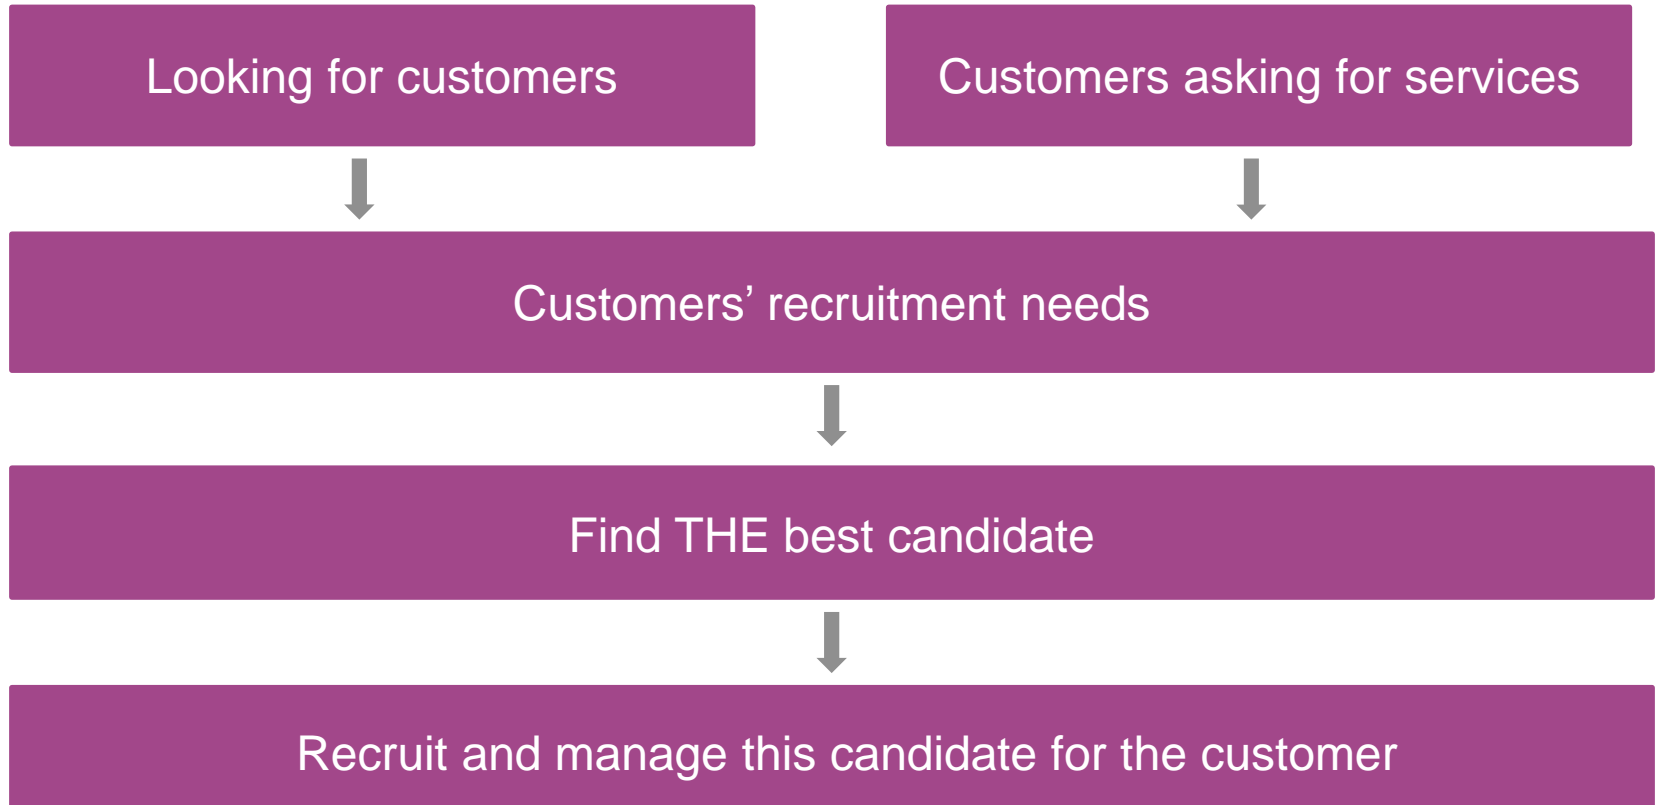 Looking for customers
Customers asking for services
Customers’ recruitment needs
Find THE best candidate
Recruit and manage this candidate for the customer